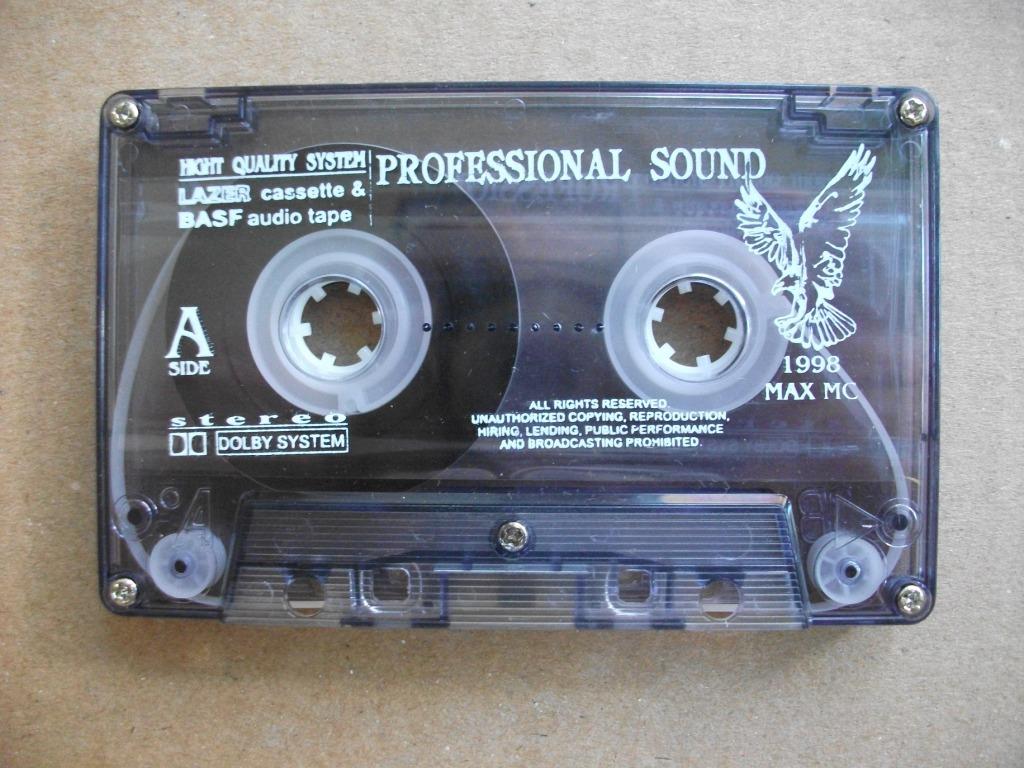 HIGHT QUALITY SYSTEM
LAZER cassette &
BASF audio tape
PROFESSIONAL SOUND
A
SIDE
1998
MAX MC
stereo
DOLBY SYSTEM
ALL RIGHTS RESERVED.
UNAUTHORIZED COPYING, REPRODUCTION,
HIRING, LENDING, PUBLIC PERFORMANCE
AND BROADCASTING PROHIBITED.
A
B